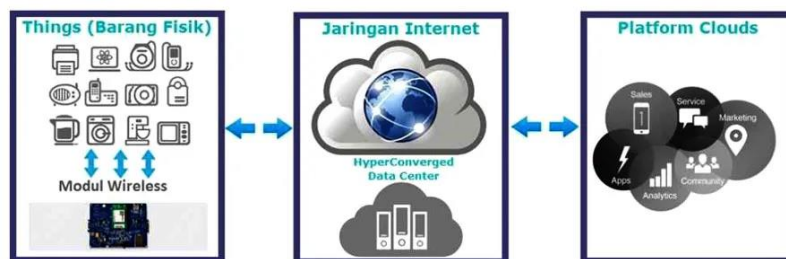 Things (Barang Fisik)
Modul Wireless
Jaringan Internet
HyperConverged
Data Center
Platform Clouds
Sales
Service
Marketing
Apps
Analytics
Community